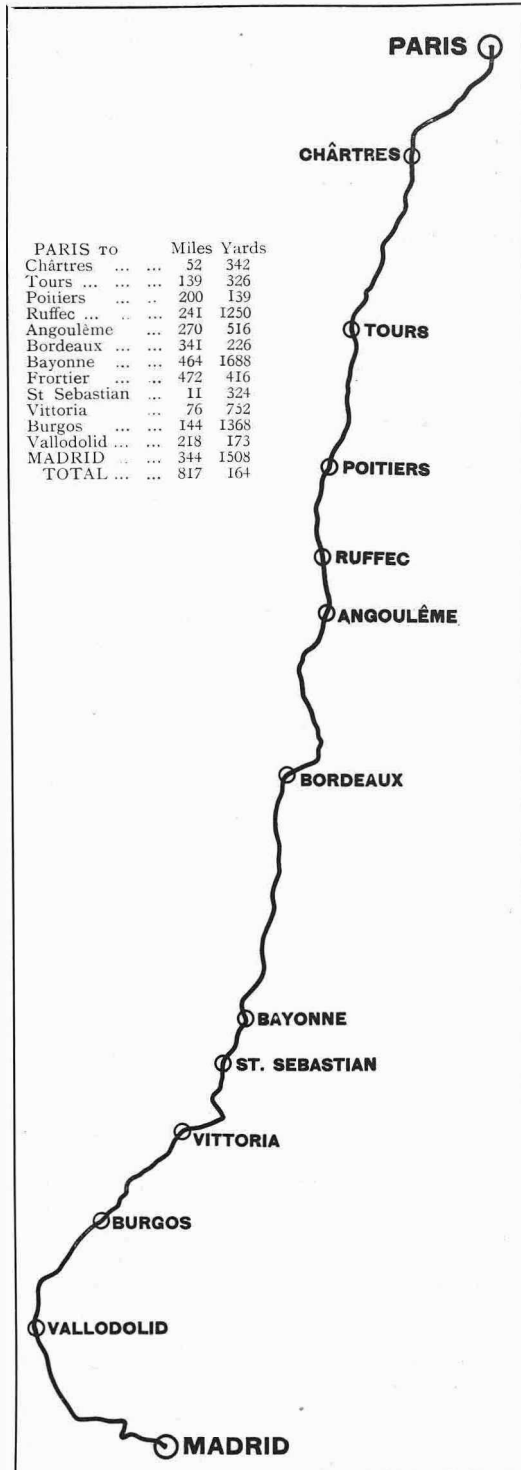 PARIS
CHÂRTRES
PARIS TO Miles Yards
Chârtres ... ... 52 342
Tours ... ... ... 139 326
Poitiers ... .. 200 139
Ruffec ... .. ... 241 1250
Angoulème ... 270 516
Bordeaux ... ... 341 226
Bayonne ... ... 464 1688
Frortier ... ... 472 416
St Sebastian ... 11 324
Vittoria ... 76 752
Burgos ... ... 144 1368
Vallodolid ... ... 218 173
MADRID .. ... 344 1508
TOTAL ... ... 817 164
TOURS
POITIERS
RUFFEC
ANGOULÊME
BORDEAUX
BAYONNE
ST. SEBASTIAN
VITTORIA
BURGOS
VALLODOLID
MADRID